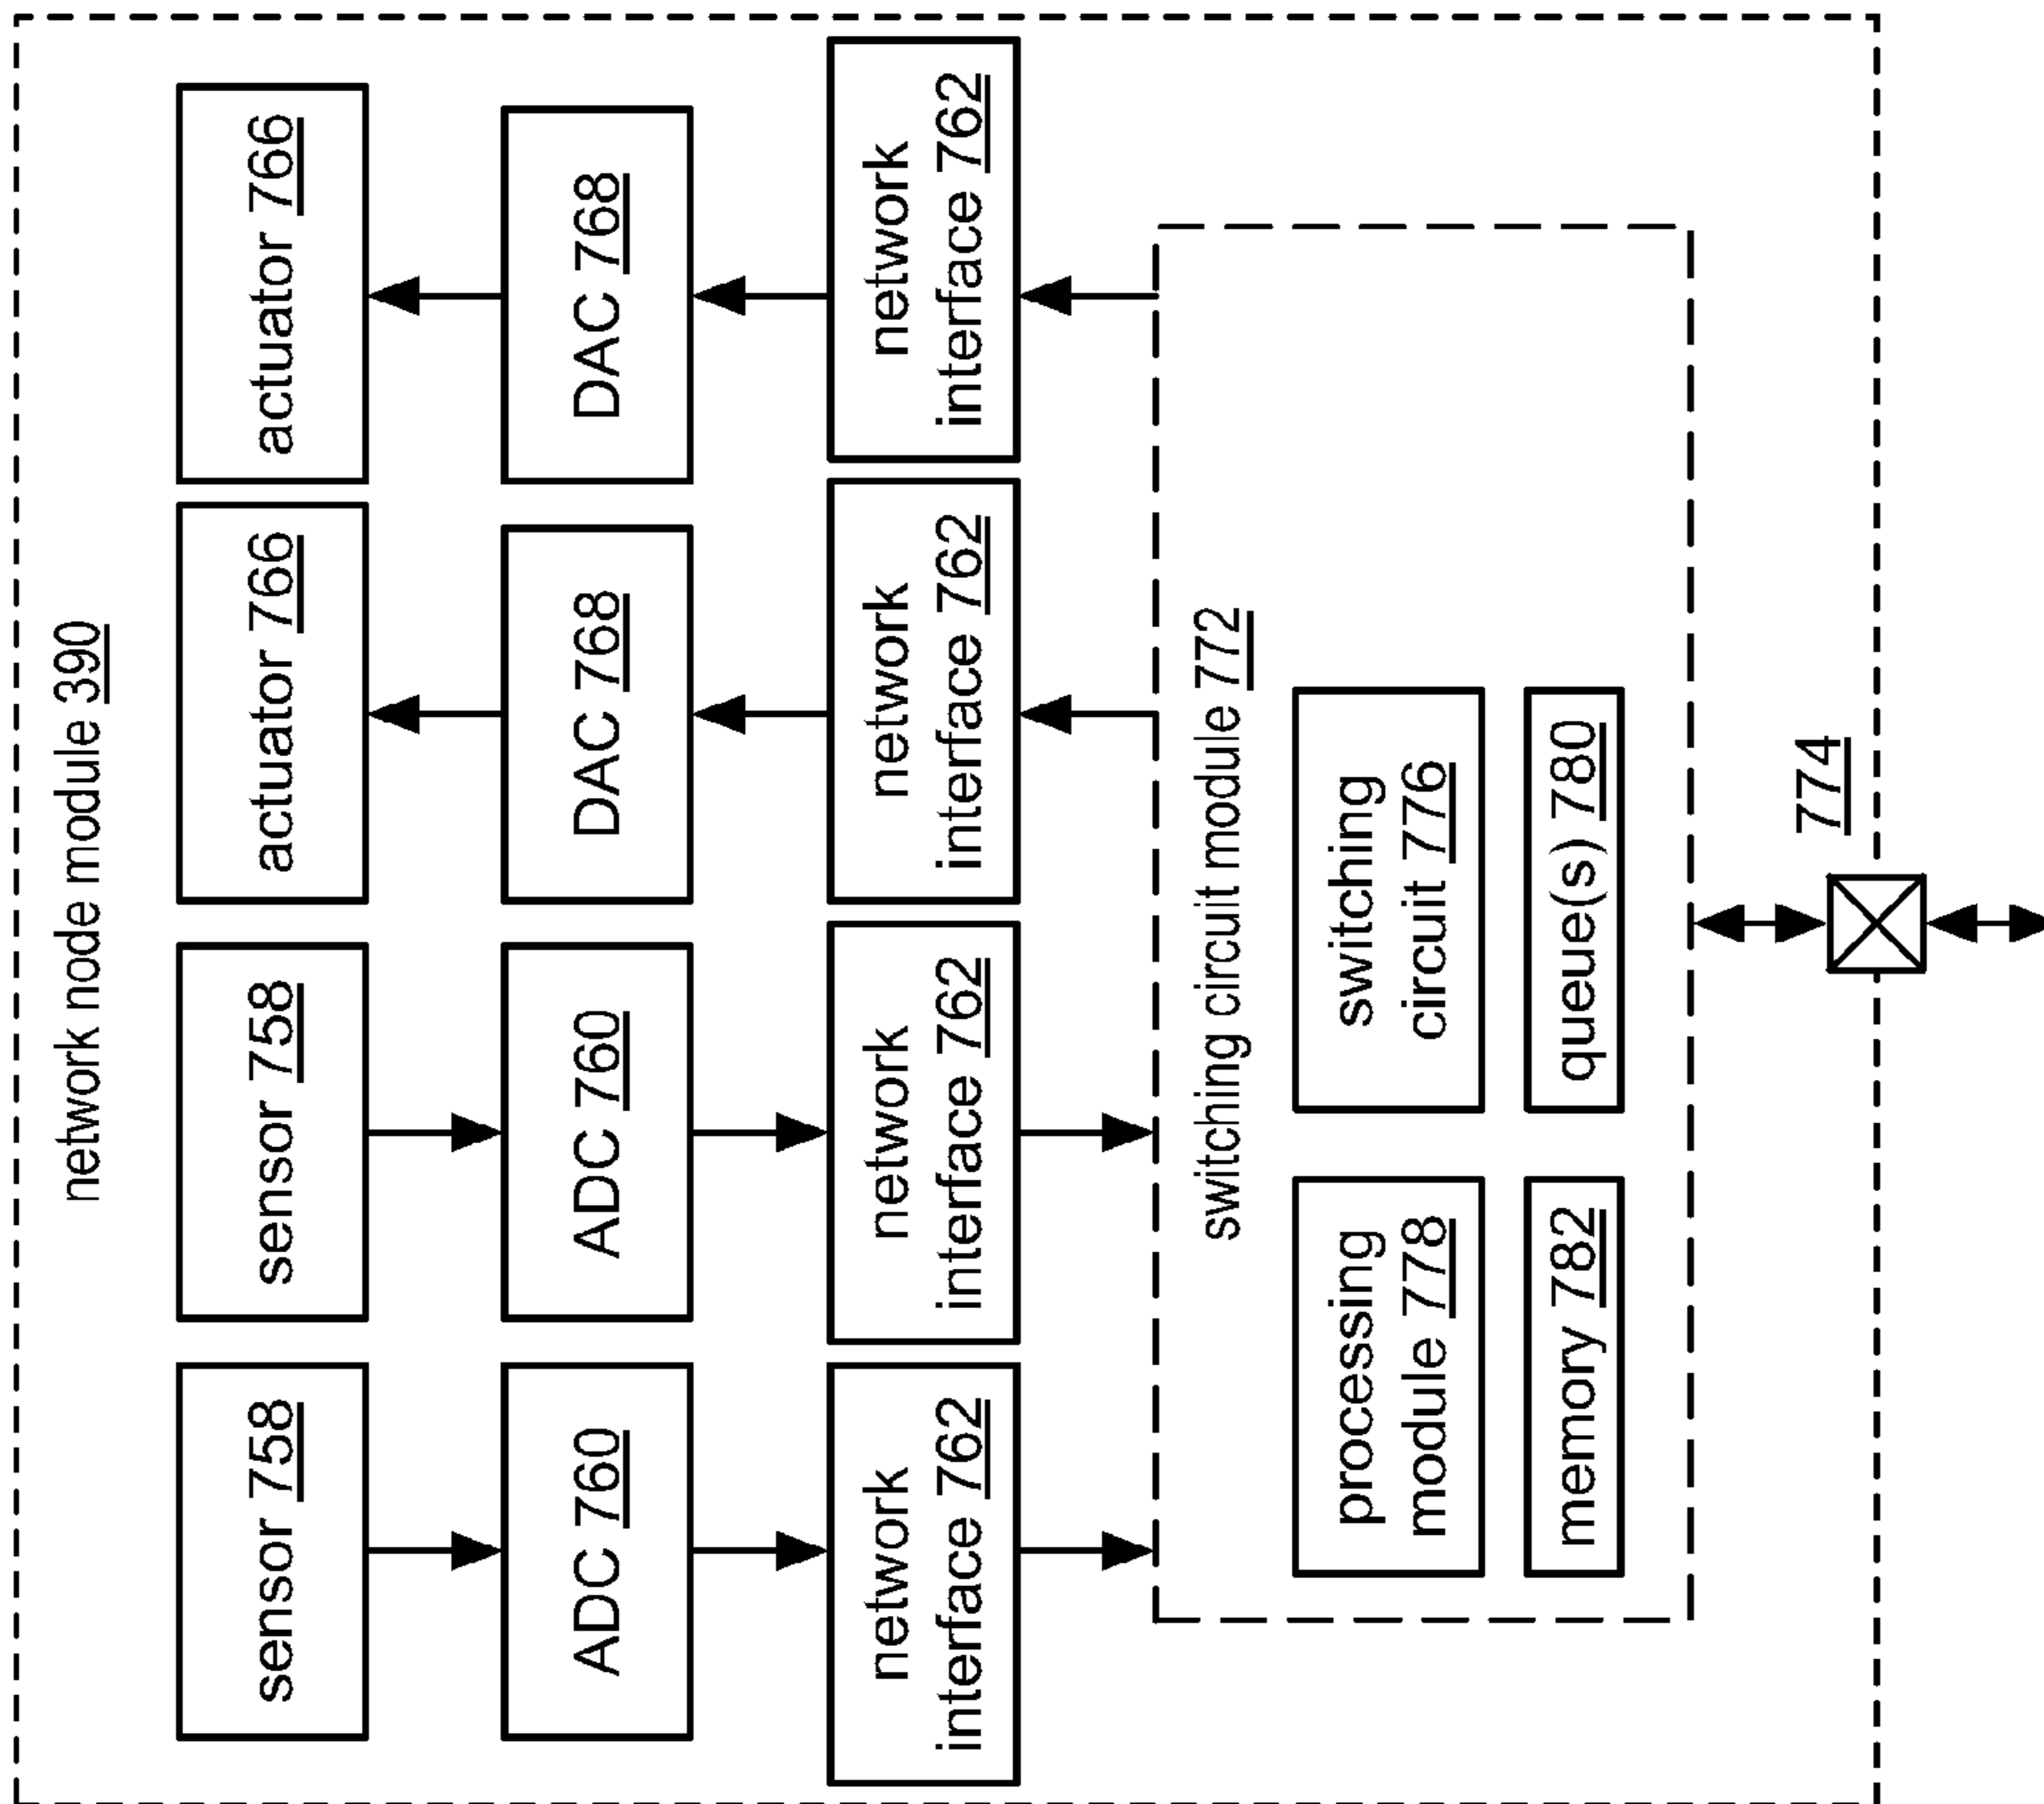 network node module 390
sensor 758
sensor 758
actuator 766
actuator 766
ADC 760
ADC 760
DAC 768
DAC 768
network
interface 762
network
interface 762
network
interface 762
network
interface 762
switching circuit module 772
processing
module 778
switching
circuit 776
memory 782
queue(s) 780
774